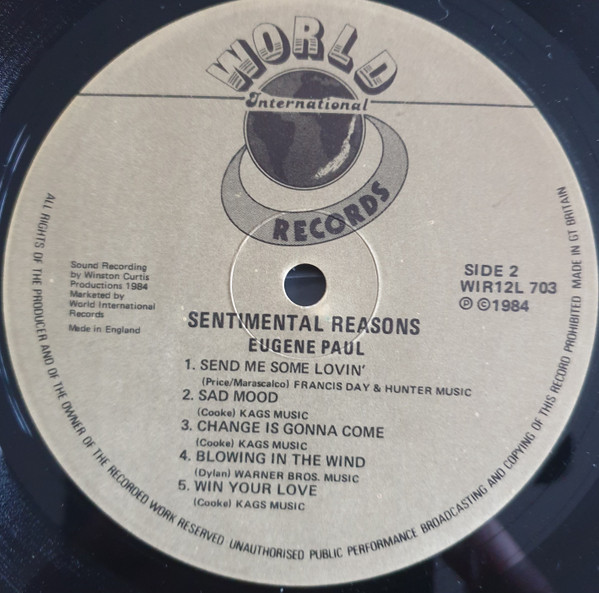 WORLD
International
RECORDS
ALL RIGHTS OF THE PRODUCER AND OF THE OWNER OF THE RECORDED WORK RESERVED UNAUTHORISED PUBLIC PERFORMANCE BROADCASTING AND COPYING OF THIS RECORD PROHIBITED MADE IN GT BRITAIN
Sound Recording
by Winston Curtis
Productions 1984
Marketed by
World International
Records
Made in England
SIDE 2
WIR12L 703
℗ ©1984
SENTIMENTAL REASONS
EUGENE PAUL
1. SEND ME SOME LOVIN'
(Price/Marascalco) FRANCIS DAY & HUNTER MUSIC
2. SAD MOOD
(Cooke) KAGS MUSIC
3. CHANGE IS GONNA COME
(Cooke) KAGS MUSIC
4. BLOWING IN THE WIND
(Dylan) WARNER BROS. MUSIC
5. WIN YOUR LOVE
(Cooke) KAGS MUSIC